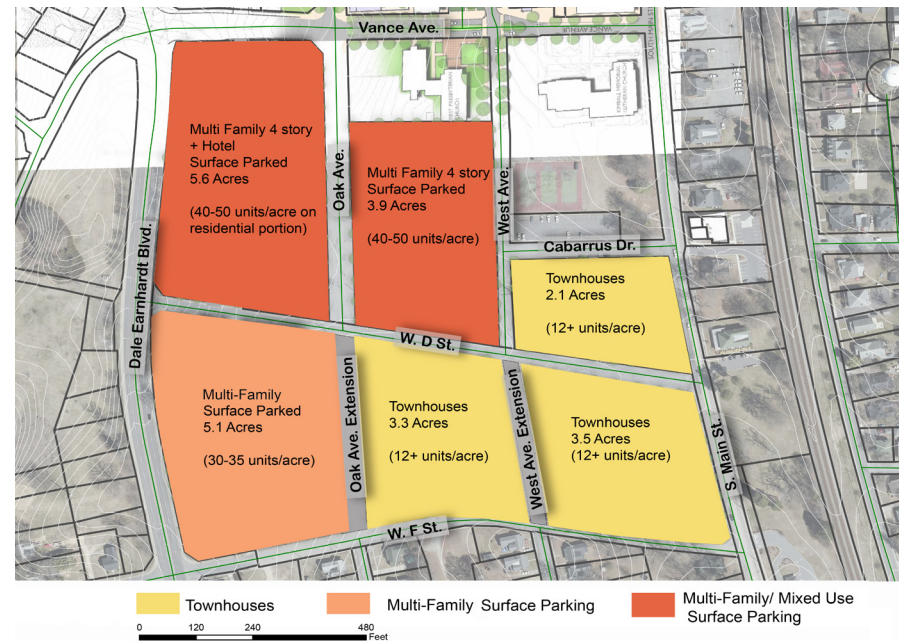 Vance Ave.
VANCE AVENUE
Multi Family 4 story
+ Hotel
Surface Parked
5.6 Acres
(40-50 units/acre on
residential portion)
Oak Ave.
Multi Family 4 story
Surface Parked
3.9 Acres
(40-50 units/acre)
West Ave.
Cabarrus Dr.
Dale Earnhardt Blvd.
Townhouses
2.1 Acres
(12+ units/acre)
W. D St.
Multi-Family
Surface Parked
5.1 Acres
(30-35 units/acre)
Oak Ave. Extension
Townhouses
3.3 Acres
(12+ units/acre)
West Ave. Extension
Townhouses
3.5 Acres
(12+ units/acre)
S. Main St.
W. F St.
Townhouses
Multi-Family Surface Parking
Multi-Family/ Mixed Use
Surface Parking
0 120 240 480
Feet